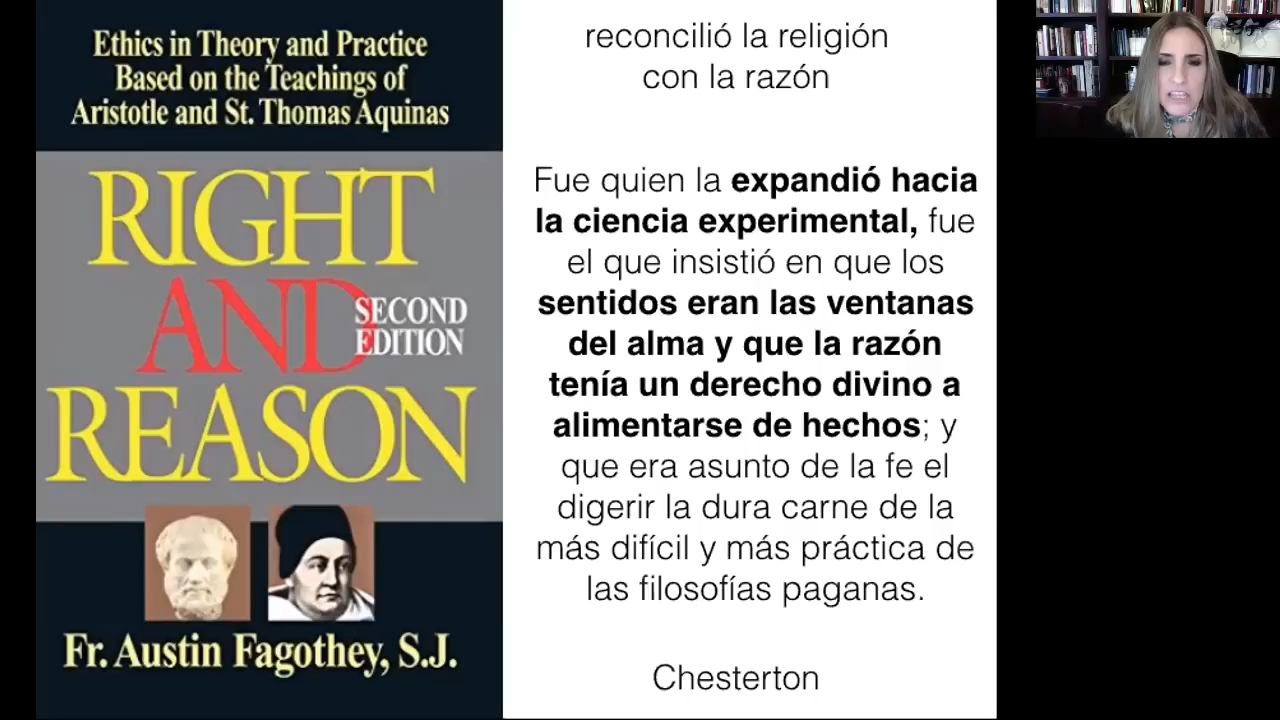 Ethics in Theory and Practice
Based on the Teachings of
Aristotle and St. Thomas Aquinas
RIGHT
AND
SECOND
EDITION
REASON
Fr. Austin Fagothey, S.J.
reconcilió la religión
con la razón
Fue quien la expandió hacia
la ciencia experimental, fue
el que insistió en que los
sentidos eran las ventanas
del alma y que la razón
tenía un derecho divino a
alimentarse de hechos; y
que era asunto de la fe el
digerir la dura carne de la
más difícil y más práctica de
las filosofías paganas.
Chesterton